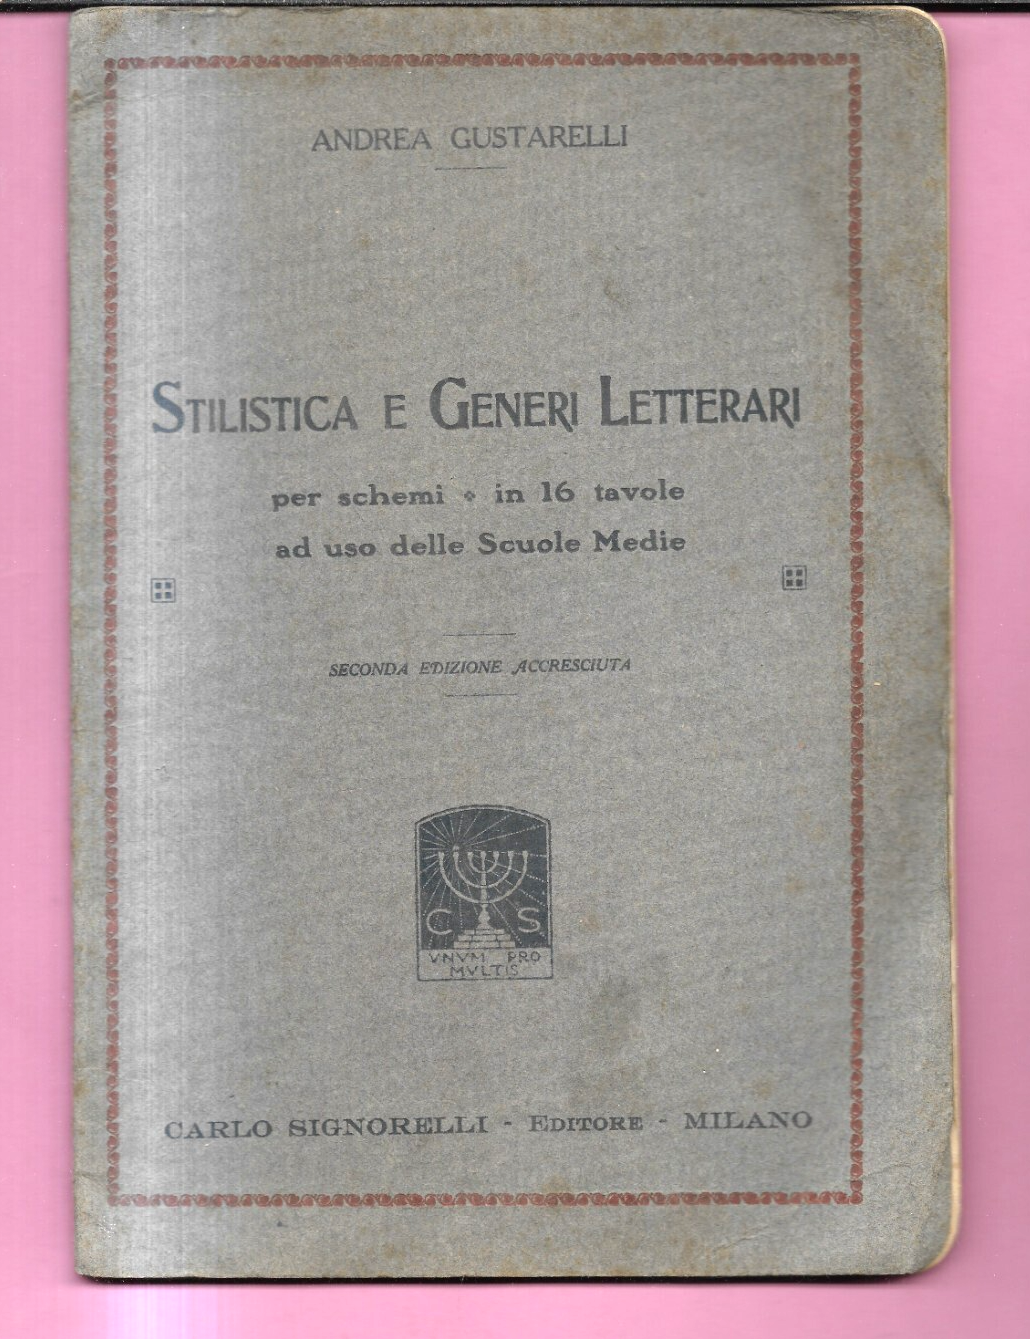 ANDREA GUSTARELLI
STILISTICA E GENERI LETTERARI
per schemi in 16 tavole
ad uso delle Scuole Medie
SECONDA EDIZIONE ACCRESCIUTA
C S
VNVM PRO
MVLTIS
CARLO SIGNORELLI - EDITORE - MILANO